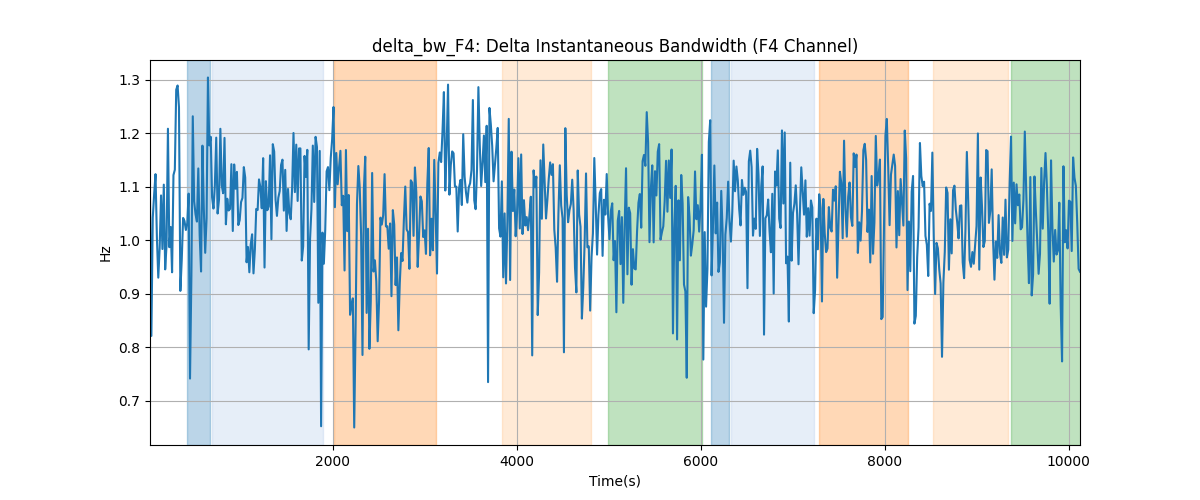 delta_bw_F4: Delta Instantaneous Bandwidth (F4 Channel)
1.3
1.2
1.1
1.0
0.9
0.8
0.7
Hz
2000 4000 6000 8000 10000
Time(s)